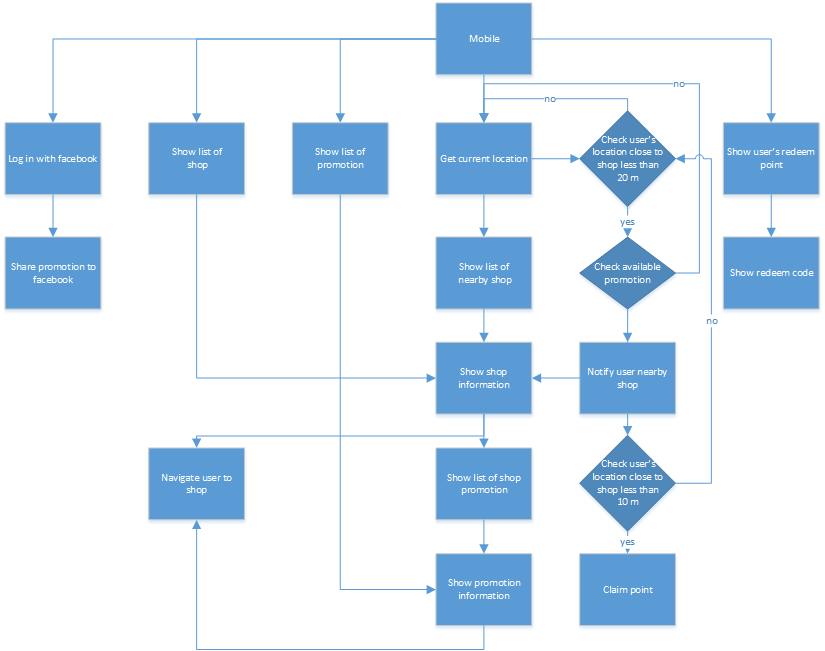 Mobile
no
no
Log in with facebook
Show list of
shop
Show list of
promotion
Get current location
Check user's
location close to
shop less than
20 m
Show user's redeem
point
yes
Share promotion to
facebook
Show list of
nearby shop
Check available
promotion
Show redeem code
no
Show shop
information
Notify user nearby
shop
Navigate user to
shop
Show list of shop
promotion
Check user's
location close to
shop less than
10 m
yes
Show promotion
information
Claim point